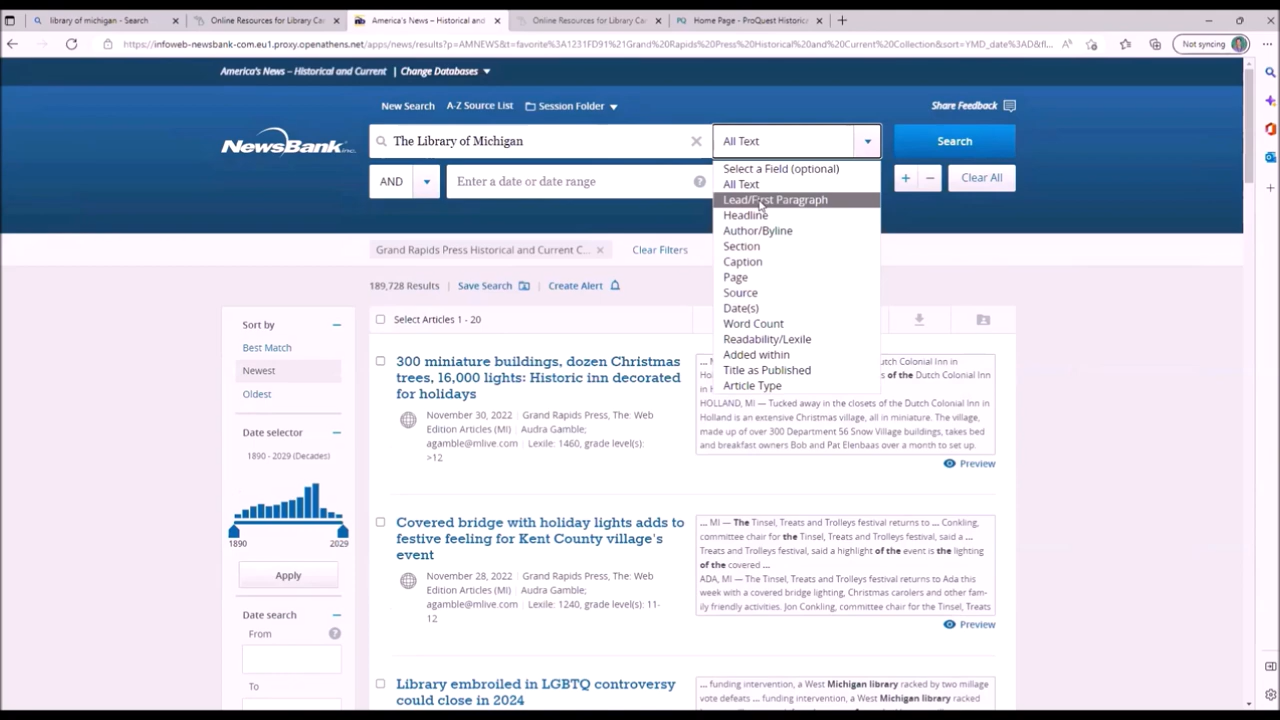 library of michigan - Search
Online Resources for Library Car
America's News – Historical and
Online Resources for Library Car
Home Page - ProQuest Historic
https://infoweb-newsbank-com.eu1.proxy.openathens.net/apps/news/results?p=AMNEWS&t=favorite%3A1231FD91%21Grand%20Rapids%20Press%20Historical%20and%20Current%20Collection&sort=YMD_date%3AD&fl...
Not syncing
America's News – Historical and Current | Change Databases
New Search
A-Z Source List
Session Folder
Share Feedback
NewsBank inc.
The Library of Michigan
All Text
Search
AND
Enter a date or date range
+
−
Clear All
Select a Field (optional)
All Text
Lead/First Paragraph
Headline
Author/Byline
Section
Caption
Page
Source
Date(s)
Word Count
Readability/Lexile
Added within
Title as Published
Article Type
Grand Rapids Press Historical and Current C...
Clear Filters
189,728 Results
Save Search
Create Alert
Sort by
Best Match
Newest
Oldest
Date selector
1890 - 2029 (Decades)
1890
2029
Apply
Date search
From
To
Select Articles 1 - 20
300 miniature buildings, dozen Christmas
trees, 16,000 lights: Historic inn decorated
for holidays
November 30, 2022 | Grand Rapids Press, The: Web
Edition Articles (MI) | Audra Gamble;
agamble@mlive.com | Lexile: 1460, grade level(s):
>12
Dutch Colonial Inn in
of the Dutch Colonial Inn in
HOLLAND, MI — Tucked away in the closets of the Dutch Colonial Inn in
Holland is an extensive Christmas village, all in miniature. The village,
made up of over 300 Department 56 Snow Village buildings, takes bed
and breakfast owners Bob and Pat Elenbaas over a month to set up.
Preview
Covered bridge with holiday lights adds to
festive feeling for Kent County village's
event
November 28, 2022 | Grand Rapids Press, The: Web
Edition Articles (MI) | Audra Gamble;
agamble@mlive.com | Lexile: 1240, grade level(s): 11-
12
... MI — The Tinsel, Treats and Trolleys festival returns to ... Conkling,
committee chair for the Tinsel, Treats and Trolleys festival, said a ...
Treats and Trolleys festival, said a highlight of the event is the lighting
of the covered ...
ADA, MI — The Tinsel, Treats and Trolleys festival returns to Ada this
week with a covered bridge lighting, Christmas carolers and other fam-
ily friendly activities. Jon Conkling, committee chair for the Tinsel, Treats
Preview
Library embroiled in LGBTQ controversy
could close in 2024
... funding intervention, a West Michigan library racked by two millage
vote defeats ... funding intervention, a West Michigan library racked